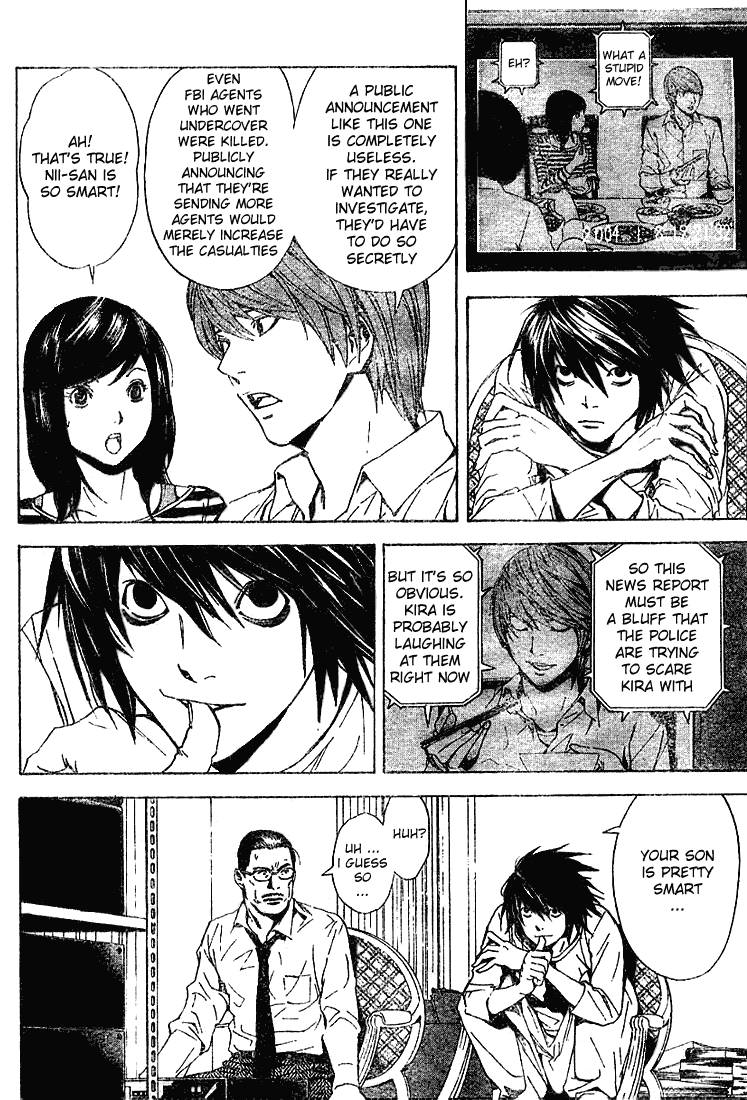 WHAT A
STUPID
MOVE!
EH?
A PUBLIC
ANNOUNCEMENT
LIKE THIS ONE
IS COMPLETELY
USELESS.
IF THEY REALLY
WANTED TO
INVESTIGATE,
THEY'D HAVE
TO DO SO
SECRETLY
EVEN
FBI AGENTS
WHO WENT
UNDERCOVER
WERE KILLED.
PUBLICLY
ANNOUNCING
THAT THEY'RE
SENDING MORE
AGENTS WOULD
MERELY INCREASE
THE CASUALTIES
AH!
THAT'S TRUE!
NII-SAN IS
SO SMART!
SO THIS
NEWS REPORT
MUST BE
A BLUFF THAT
THE POLICE
ARE TRYING
TO SCARE
KIRA WITH
BUT IT'S SO
OBVIOUS.
KIRA IS
PROBABLY
LAUGHING
AT THEM
RIGHT NOW
YOUR SON
IS PRETTY
SMART
...
HUH?
UH ...
I GUESS
SO
...